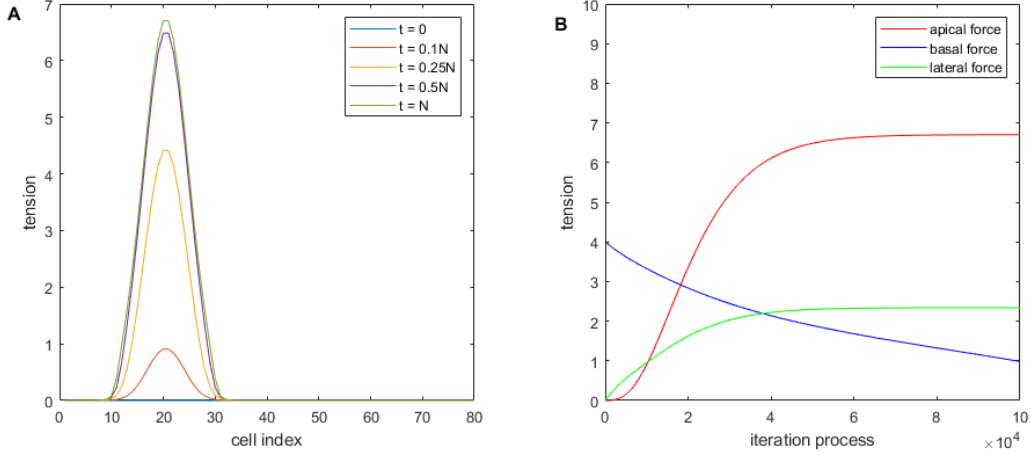 A
7
6
5
4
3
2
1
0
tension
0 10 20 30 40 50 60 70 80
cell index
t = 0
t = 0.1N
t = 0.25N
t = 0.5N
t = N
B
10
9
8
7
6
5
4
3
2
1
0
tension
0 2 4 6 8 10
iteration process
× 10^4
apical force
basal force
lateral force